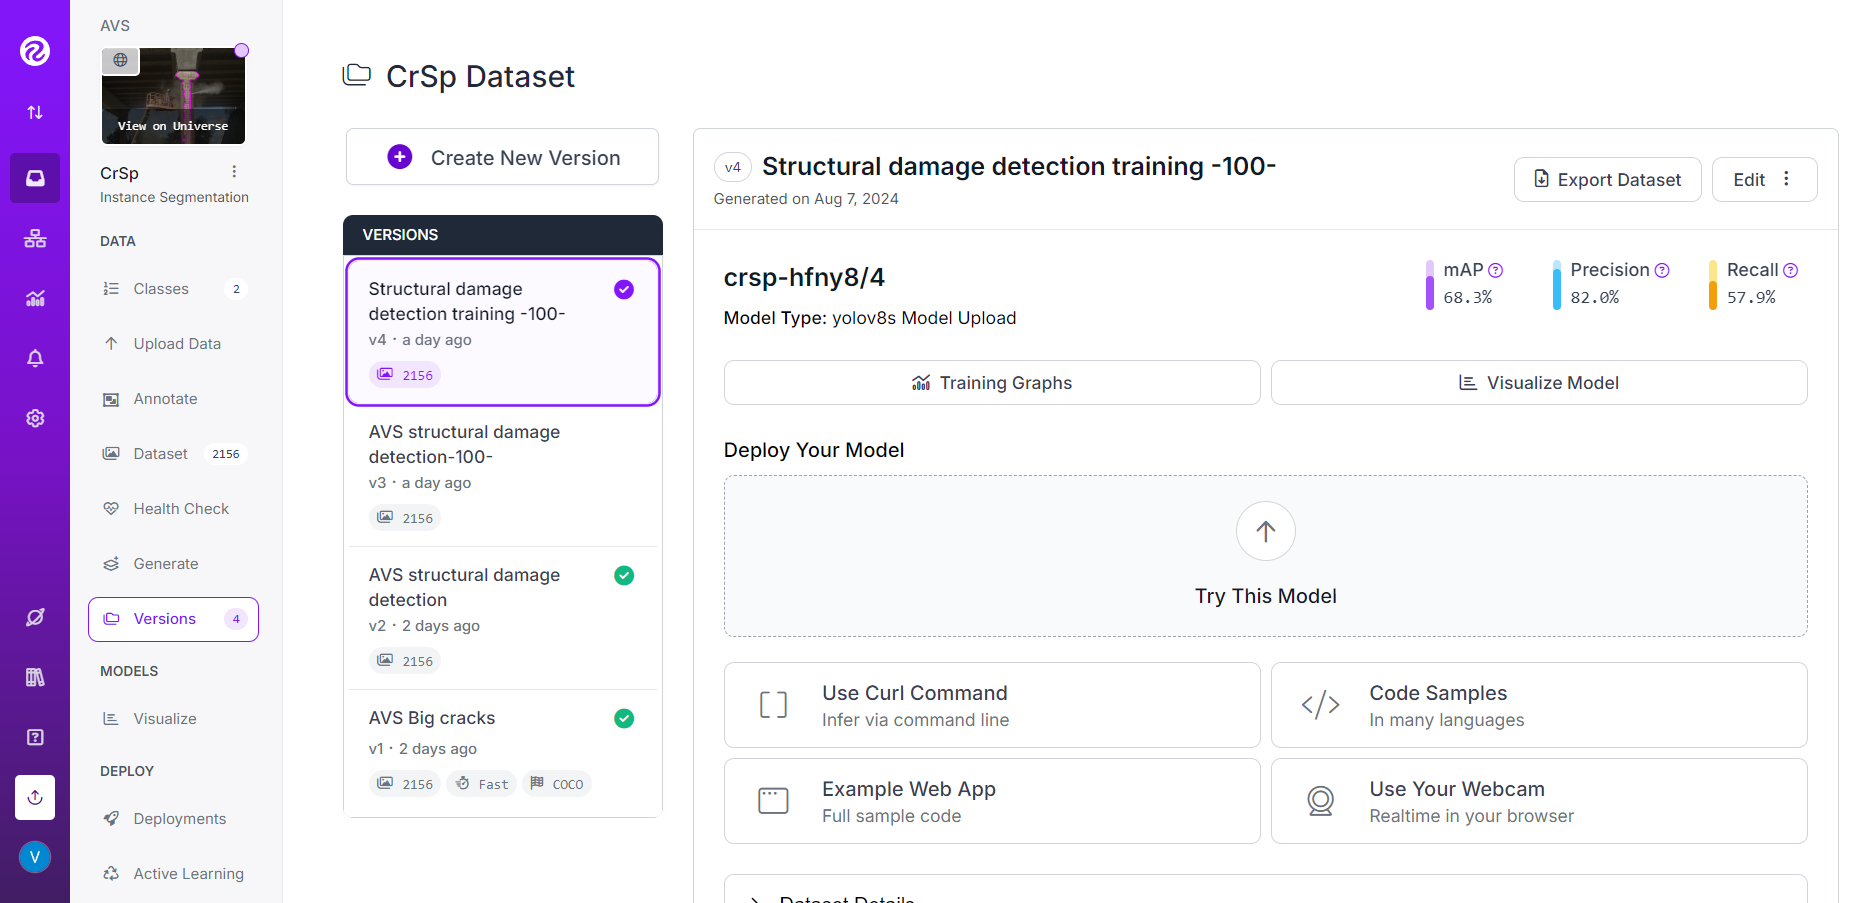 AVS
View on Universe
CrSp
Instance Segmentation
DATA
Classes 2
Upload Data
Annotate
Dataset 2156
Health Check
Generate
Versions 4
MODELS
Visualize
DEPLOY
Deployments
Active Learning
V
CrSp Dataset
Create New Version
VERSIONS
Structural damage
detection training -100-
v4 · a day ago
2156
AVS structural damage
detection-100-
v3 · a day ago
2156
AVS structural damage
detection
v2 · 2 days ago
2156
AVS Big cracks
v1 · 2 days ago
2156 Fast COCO
v4 Structural damage detection training -100-
Generated on Aug 7, 2024
Export Dataset
Edit
crsp-hfny8/4
Model Type: yolov8s Model Upload
mAP
68.3%
Precision
82.0%
Recall
57.9%
Training Graphs
Visualize Model
Deploy Your Model
Try This Model
Use Curl Command
Infer via command line
Code Samples
In many languages
Example Web App
Full sample code
Use Your Webcam
Realtime in your browser
Dataset Details